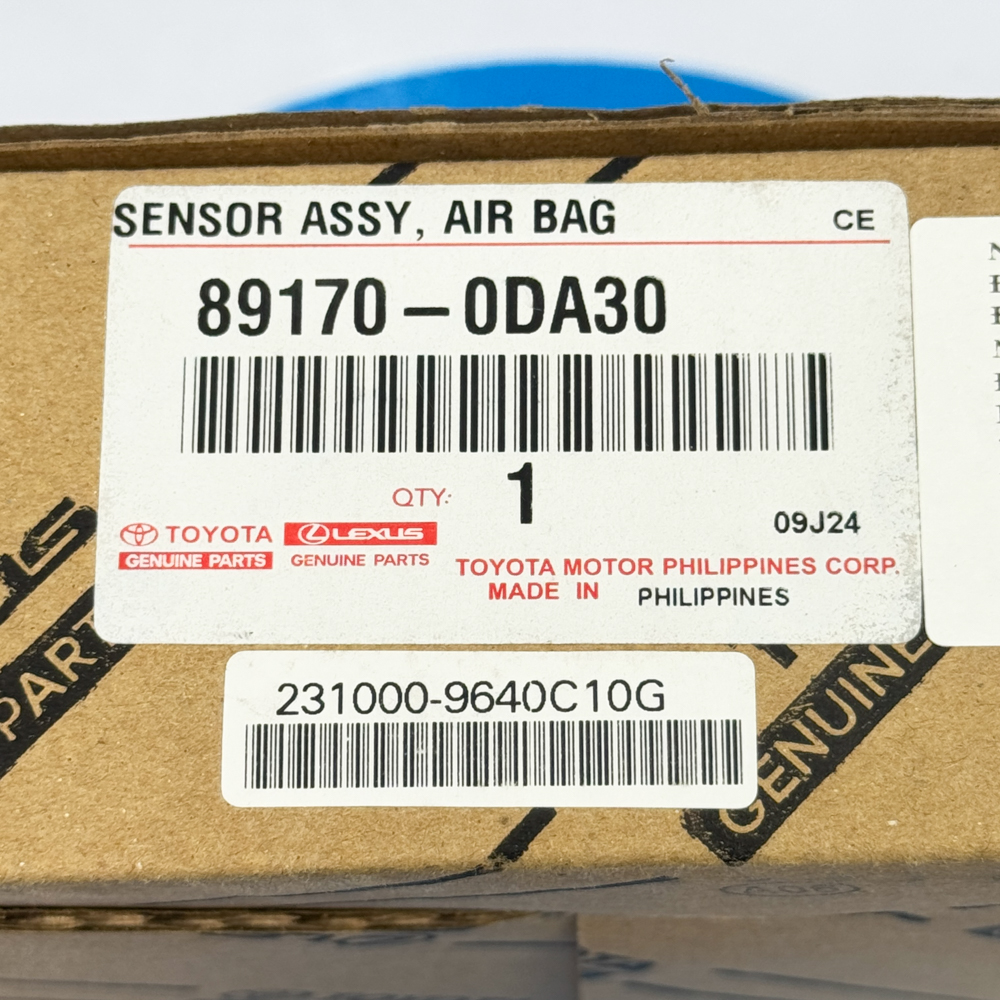 SENSOR ASSY, AIR BAG
CE
89170-0DA30
QTY: 1
09J24
TOYOTA LEXUS
GENUINE PARTS GENUINE PARTS
TOYOTA MOTOR PHILIPPINES CORP.
MADE IN PHILIPPINES
231000-9640C10G
GENUINE